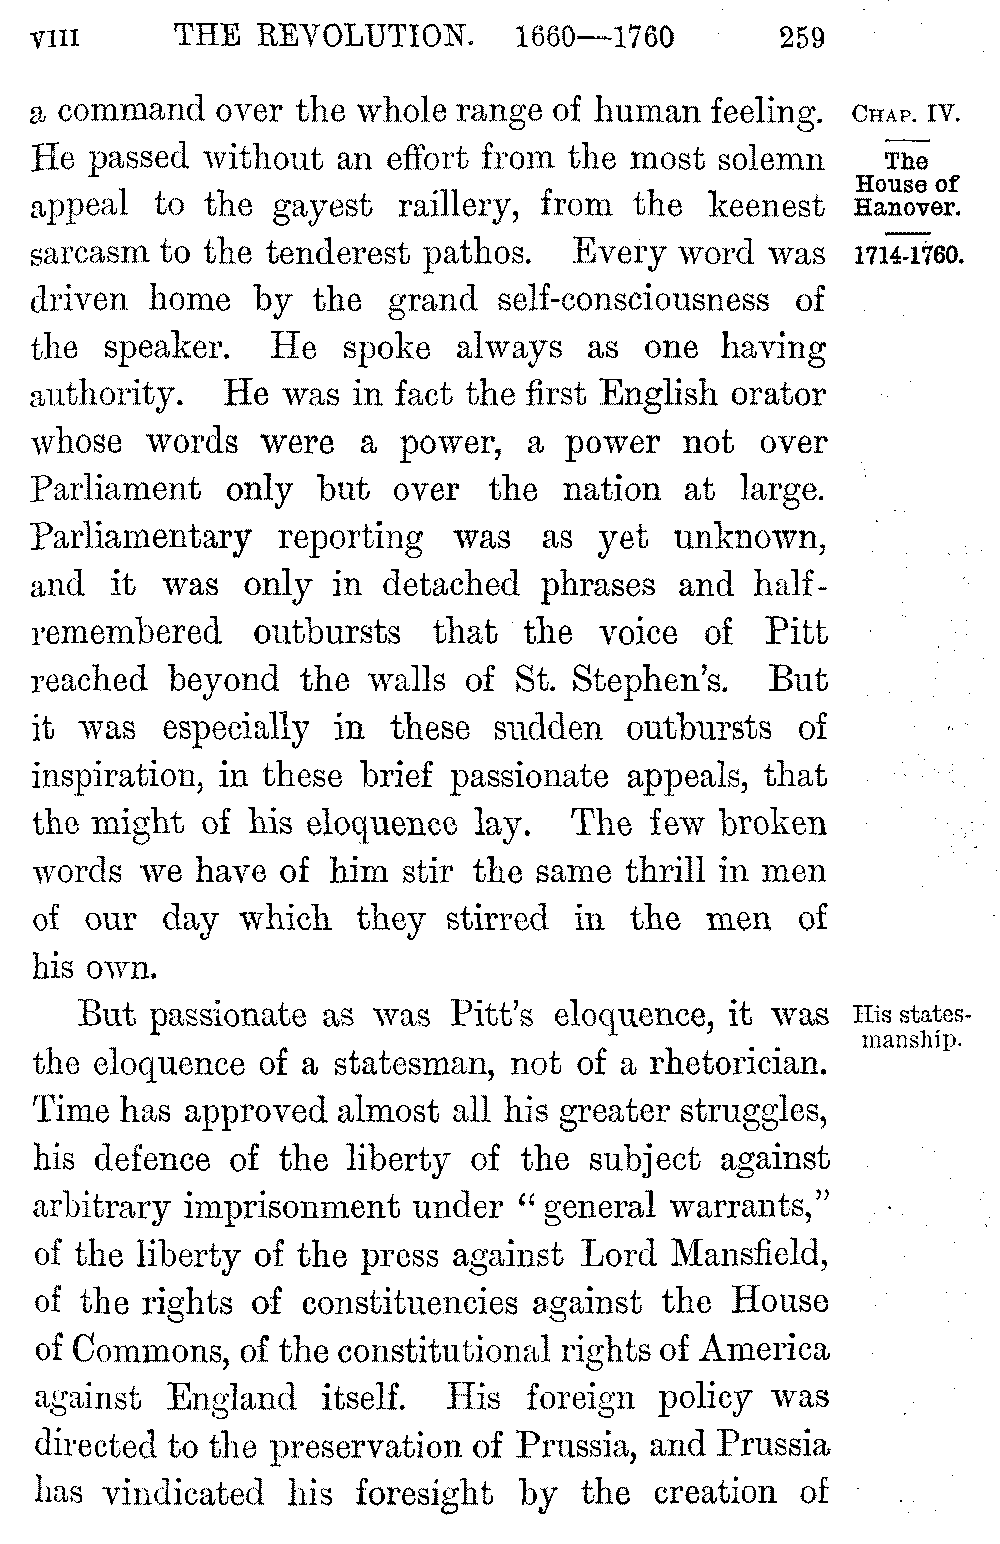 VIII THE REVOLUTION. 1660—1760 259
a command over the whole range of human feeling.
He passed without an effort from the most solemn
appeal to the gayest raillery, from the keenest
sarcasm to the tenderest pathos. Every word was
driven home by the grand self-consciousness of
the speaker. He spoke always as one having
authority. He was in fact the first English orator
whose words were a power, a power not over
Parliament only but over the nation at large.
Parliamentary reporting was as yet unknown,
and it was only in detached phrases and half-
remembered outbursts that the voice of Pitt
reached beyond the walls of St. Stephen's. But
it was especially in these sudden outbursts of
inspiration, in these brief passionate appeals, that
the might of his eloquence lay. The few broken
words we have of him stir the same thrill in men
of our day which they stirred in the men of
his own.
But passionate as was Pitt's eloquence, it was
the eloquence of a statesman, not of a rhetorician.
Time has approved almost all his greater struggles,
his defence of the liberty of the subject against
arbitrary imprisonment under “general warrants,”
of the liberty of the press against Lord Mansfield,
of the rights of constituencies against the House
of Commons, of the constitutional rights of America
against England itself. His foreign policy was
directed to the preservation of Prussia, and Prussia
has vindicated his foresight by the creation of
CHAP. IV.
The
House of
Hanover.
1714-1760.
His states-
manship.